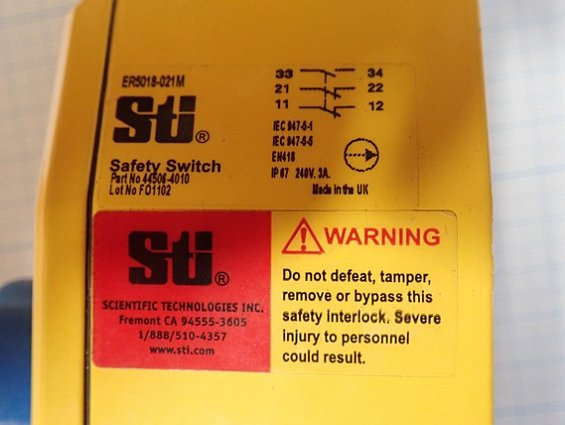 ER5018-021M
Sti®
Safety Switch
Part No 44506-4010
Lot No FO1102
33 34
21 22
11 12
IEC 947-5-1
IEC 947-5-5
EN418
IP 67 240V. 3A.
Made in the UK
Sti®
SCIENTIFIC TECHNOLOGIES INC.
Fremont CA 94555-3605
1/888/510-4357
www.sti.com
WARNING
Do not defeat, tamper,
remove or bypass this
safety interlock. Severe
injury to personnel
could result.